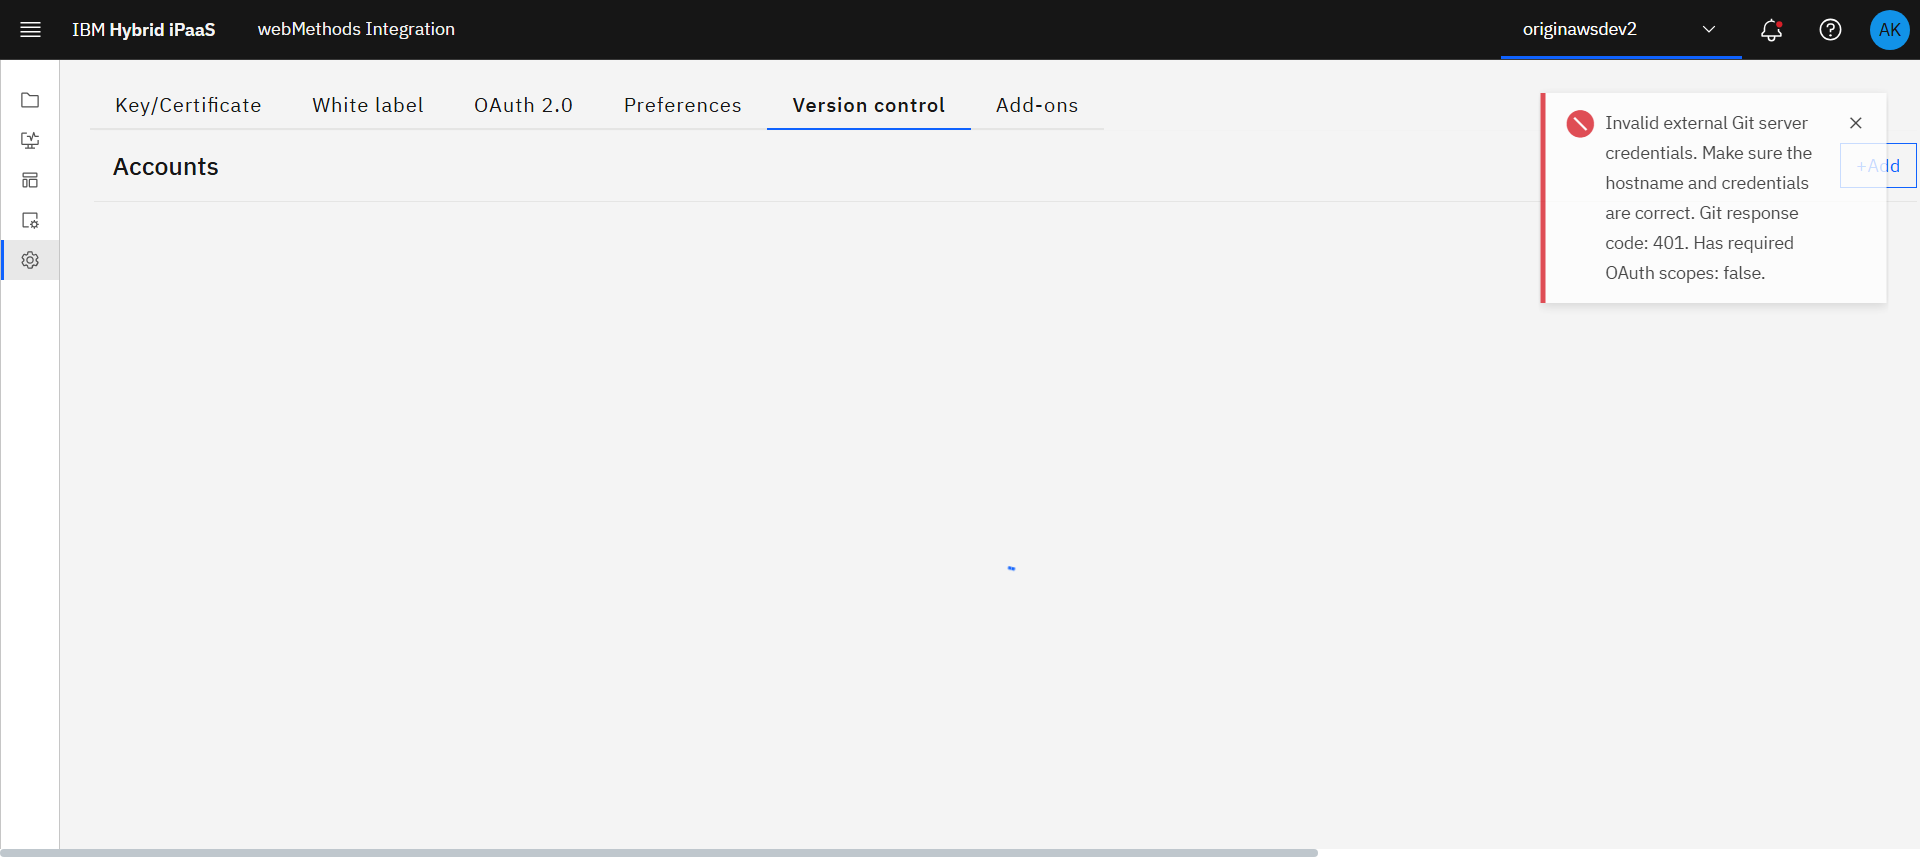 IBM Hybrid iPaaS
webMethods Integration
originawsdev2
AK
Key/Certificate
White label
OAuth 2.0
Preferences
Version control
Add-ons
Accounts
+Add
Invalid external Git server
credentials. Make sure the
hostname and credentials
are correct. Git response
code: 401. Has required
OAuth scopes: false.